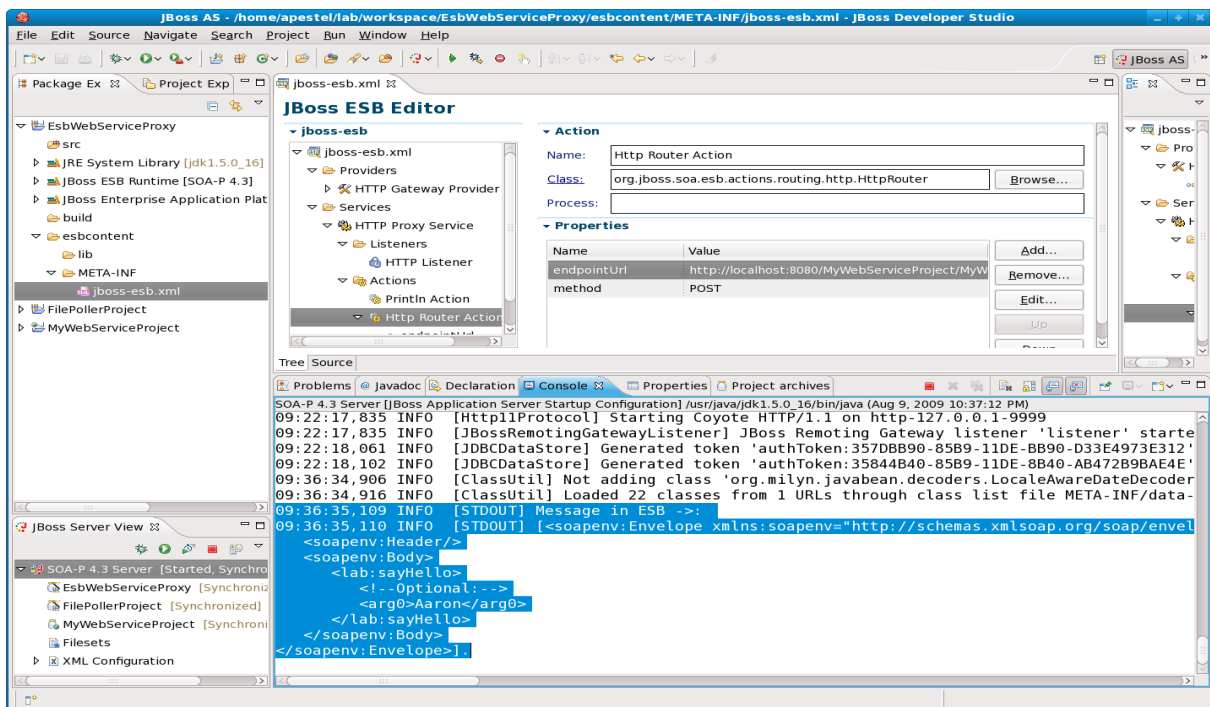 JBoss AS - /home/apestel/lab/workspace/EsbWebServiceProxy/esbcontent/META-INF/jboss-esb.xml - JBoss Developer Studio
File Edit Source Navigate Search Project Run Window Help
JBoss AS
Package Ex
Project Exp
EsbWebServiceProxy
src
JRE System Library [jdk1.5.0_16]
JBoss ESB Runtime [SOA-P 4.3]
JBoss Enterprise Application Plat
build
esbcontent
lib
META-INF
jboss-esb.xml
FilePollerProject
MyWebServiceProject
jboss-esb.xml
JBoss ESB Editor
jboss-esb
jboss-esb.xml
Providers
HTTP Gateway Provider
Services
HTTP Proxy Service
Listeners
HTTP Listener
Actions
Println Action
Http Router Action
Action
Name: Http Router Action
Class: org.jboss.soa.esb.actions.routing.http.HttpRouter Browse...
Process:
Properties
Name Value
endpointUrl http://localhost:8080/MyWebServiceProject/MyW
method POST
Add...
Remove...
Edit...
Up
Tree Source
jboss-
Pro
H
Ser
H
Problems @ Javadoc Declaration Console Properties Project archives
SOA-P 4.3 Server [JBoss Application Server Startup Configuration] /usr/java/jdk1.5.0_16/bin/java (Aug 9, 2009 10:37:12 PM)
09:22:17,835 INFO [Http11Protocol] Starting Coyote HTTP/1.1 on http-127.0.0.1-9999
09:22:17,835 INFO [JBossRemotingGatewayListener] JBoss Remoting Gateway listener 'listener' starte
09:22:18,061 INFO [JDBCDataStore] Generated token 'authToken:357DBB90-85B9-11DE-BB90-D33E4973E312'
09:22:18,102 INFO [JDBCDataStore] Generated token 'authToken:35844B40-85B9-11DE-8B40-AB472B9BAE4E'
09:36:34,906 INFO [ClassUtil] Not adding class 'org.milyn.javabean.decoders.LocaleAwareDateDecoder
09:36:34,916 INFO [ClassUtil] Loaded 22 classes from 1 URLs through class list file META-INF/data-
09:36:35,109 INFO [STDOUT] Message in ESB ->:
09:36:35,110 INFO [STDOUT] [<soapenv:Envelope xmlns:soapenv="http://schemas.xmlsoap.org/soap/envel
<soapenv:Header/>
<soapenv:Body>
<lab:sayHello>
<!--Optional:-->
<arg0>Aaron</arg0>
</lab:sayHello>
</soapenv:Body>
</soapenv:Envelope>].
JBoss Server View
SOA-P 4.3 Server [Started, Synchro
EsbWebServiceProxy [Synchroniz
FilePollerProject [Synchronized]
MyWebServiceProject [Synchroni
Filesets
XML Configuration